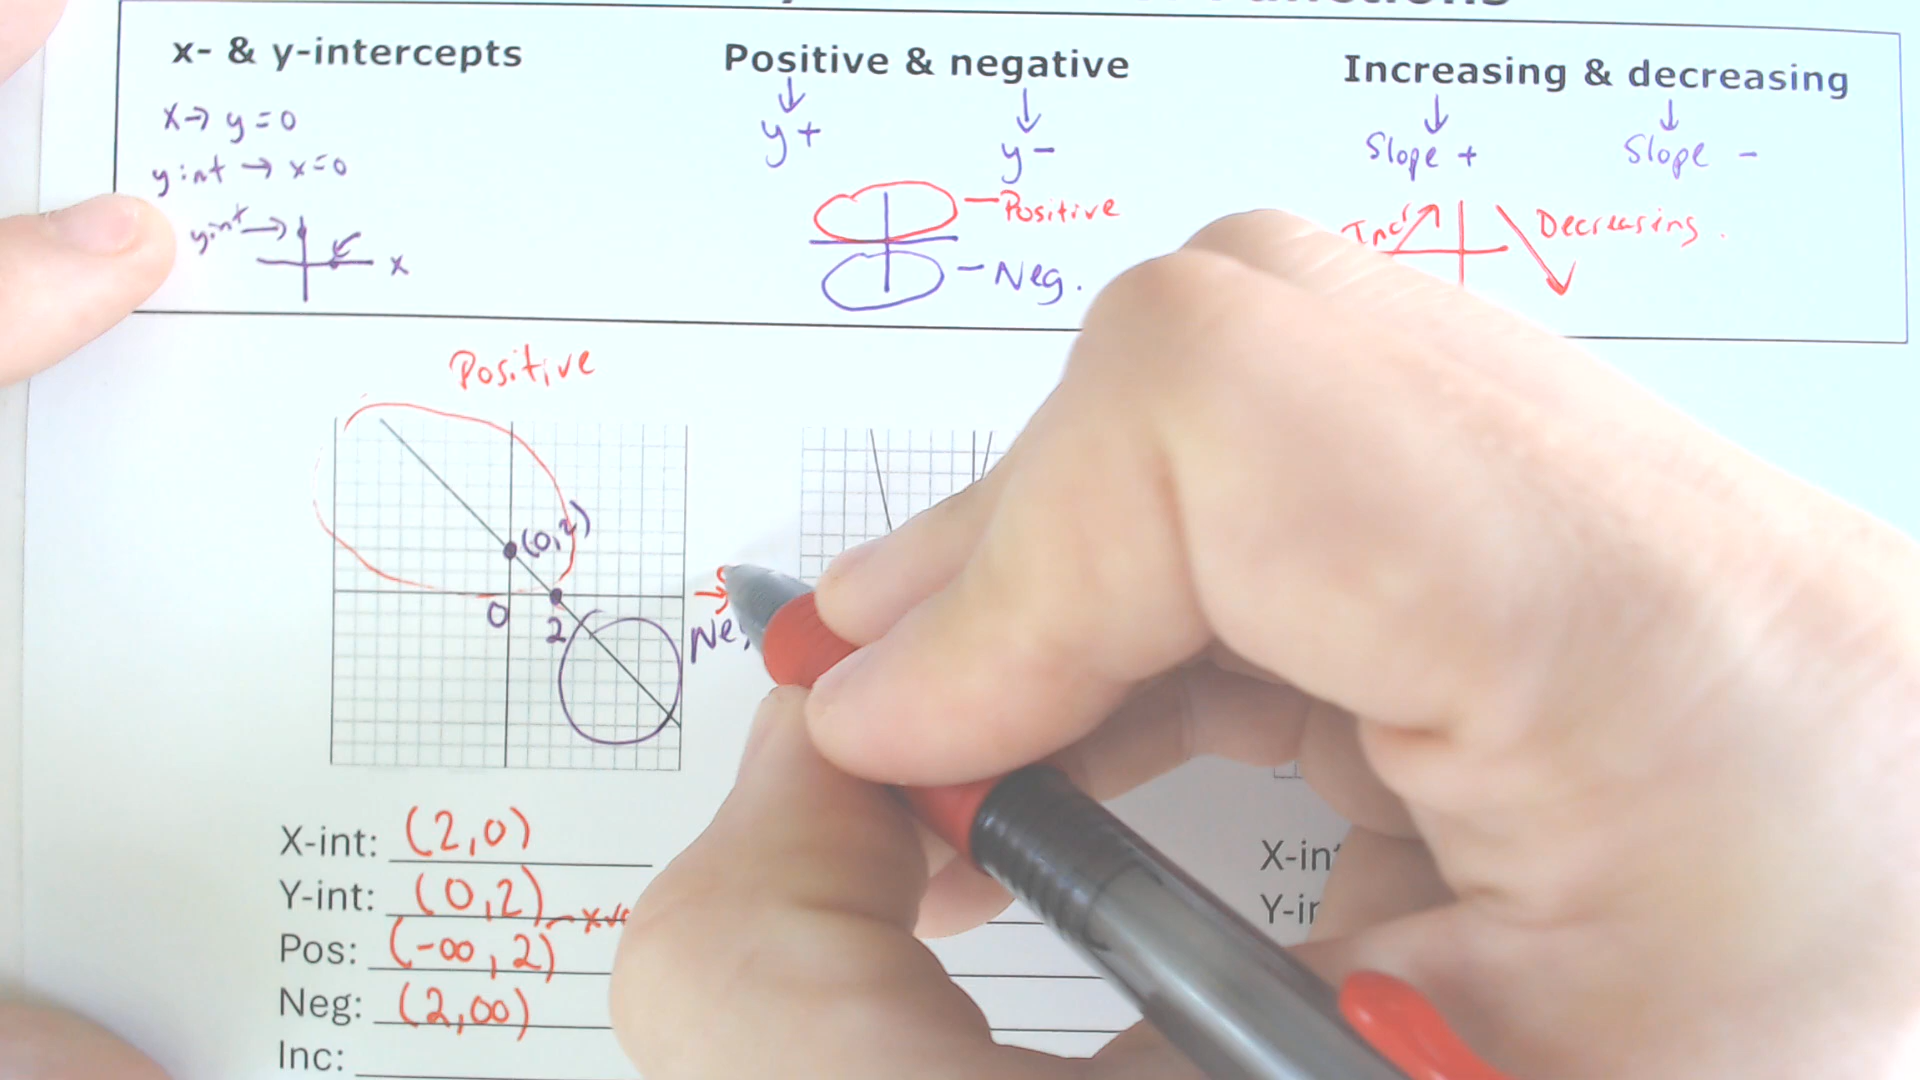 x- & y-intercepts
x→ y=0
y int → x=0
y int →
x
Positive & negative
↓ ↓
y+ y-
Positive
Neg.
Increasing & decreasing
↓ ↓
Slope + Slope -
Inc Decreasing.
Positive
(0,2)
0
2
→
X-int: (2,0)
Y-int: (0,2)
Pos: (-∞, 2)
Neg: (2,∞)
Inc: